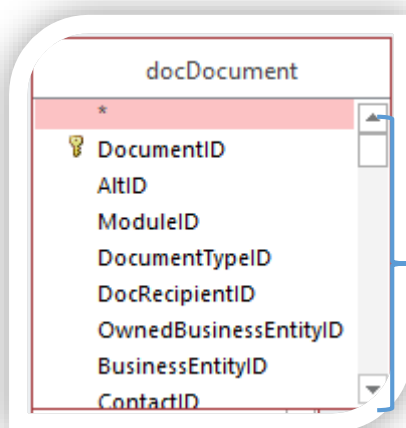 docDocument
*
DocumentID
AltID
ModuleID
DocumentTypeID
DocRecipientID
OwnedBusinessEntityID
BusinessEntityID
ContactID